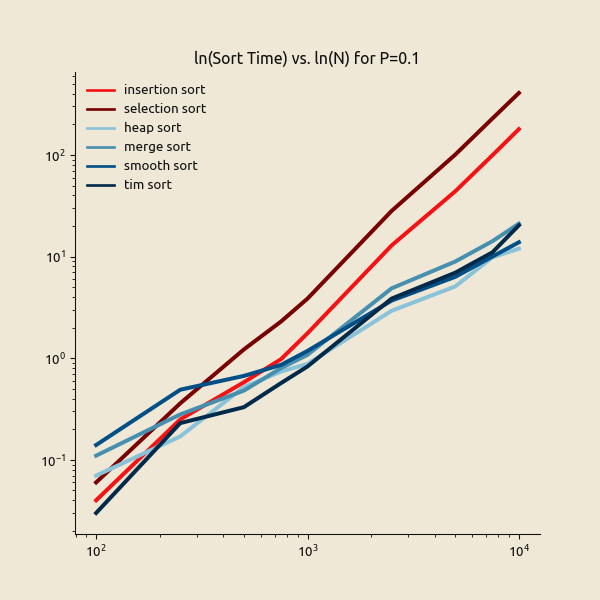 ln(Sort Time) vs. ln(N) for P=0.1
insertion sort
selection sort
heap sort
merge sort
smooth sort
tim sort
10²
10¹
10⁰
10⁻¹
10² 10³ 10⁴